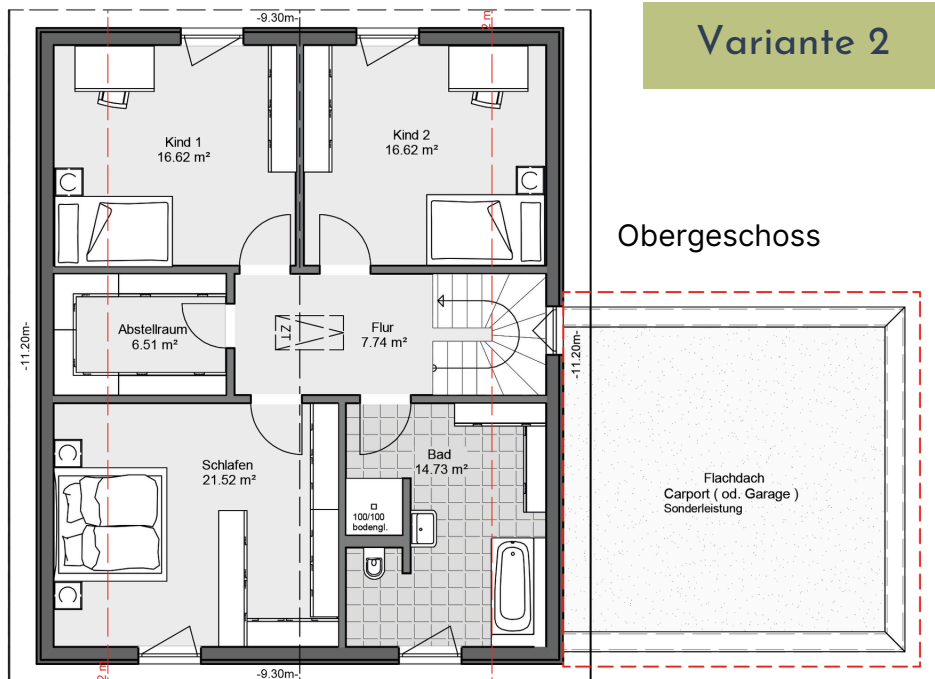 -9.30m-
2 m
Variante 2
Kind 1
16.62 m²
Kind 2
16.62 m²
Obergeschoss
-11.20m-
Abstellraum
6.51 m²
ZT
Flur
7.74 m²
-11.20m-
Schlafen
21.52 m²
Bad
14.73 m²
100/100
bodengl.
Flachdach
Carport ( od. Garage )
Sonderleistung
2 m
-9.30m-